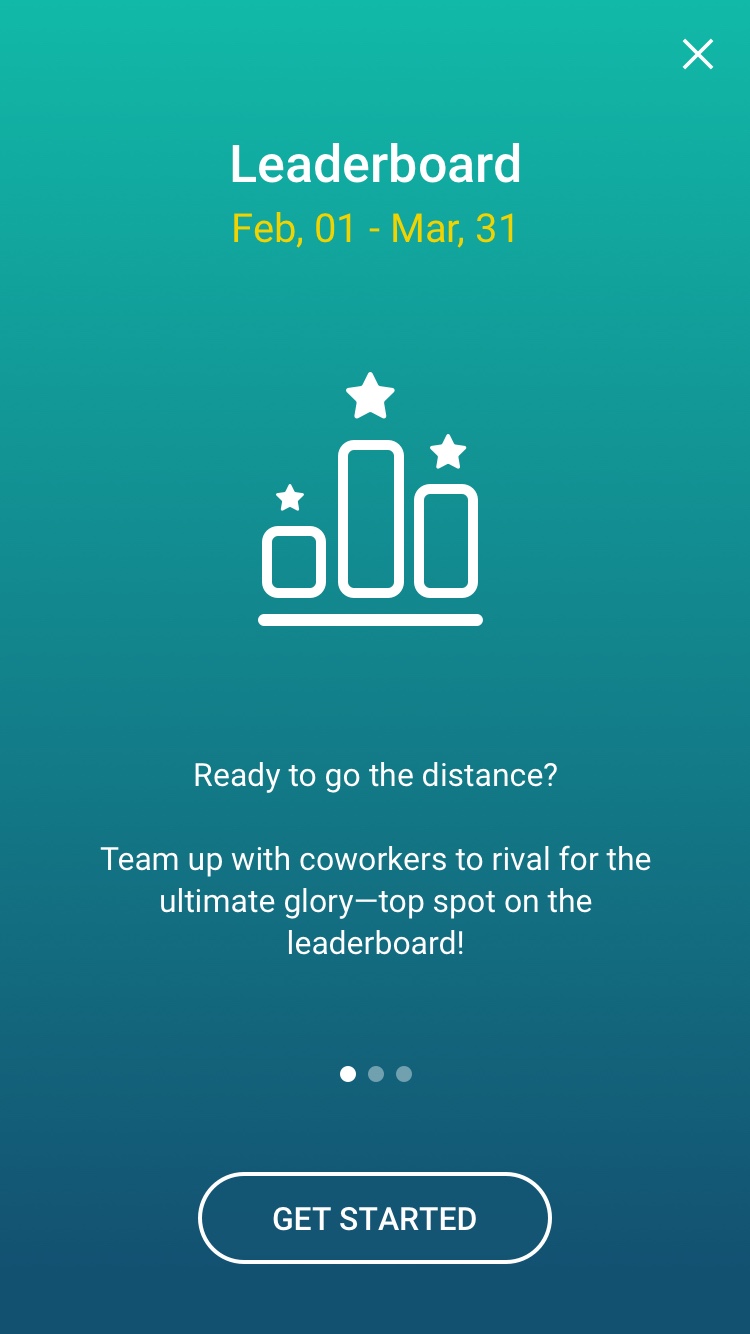 Leaderboard
Feb, 01 - Mar, 31
Ready to go the distance?
Team up with coworkers to rival for the
ultimate glory—top spot on the
leaderboard!
GET STARTED